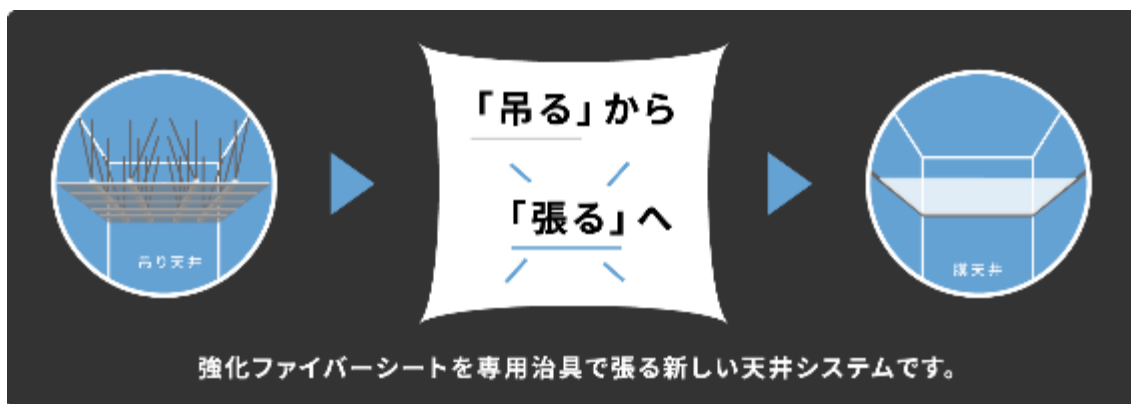 「吊る」から
「張る」へ
吊り天井
膜天井
強化ファイバーシートを専用治具で張る新しい天井システムです。